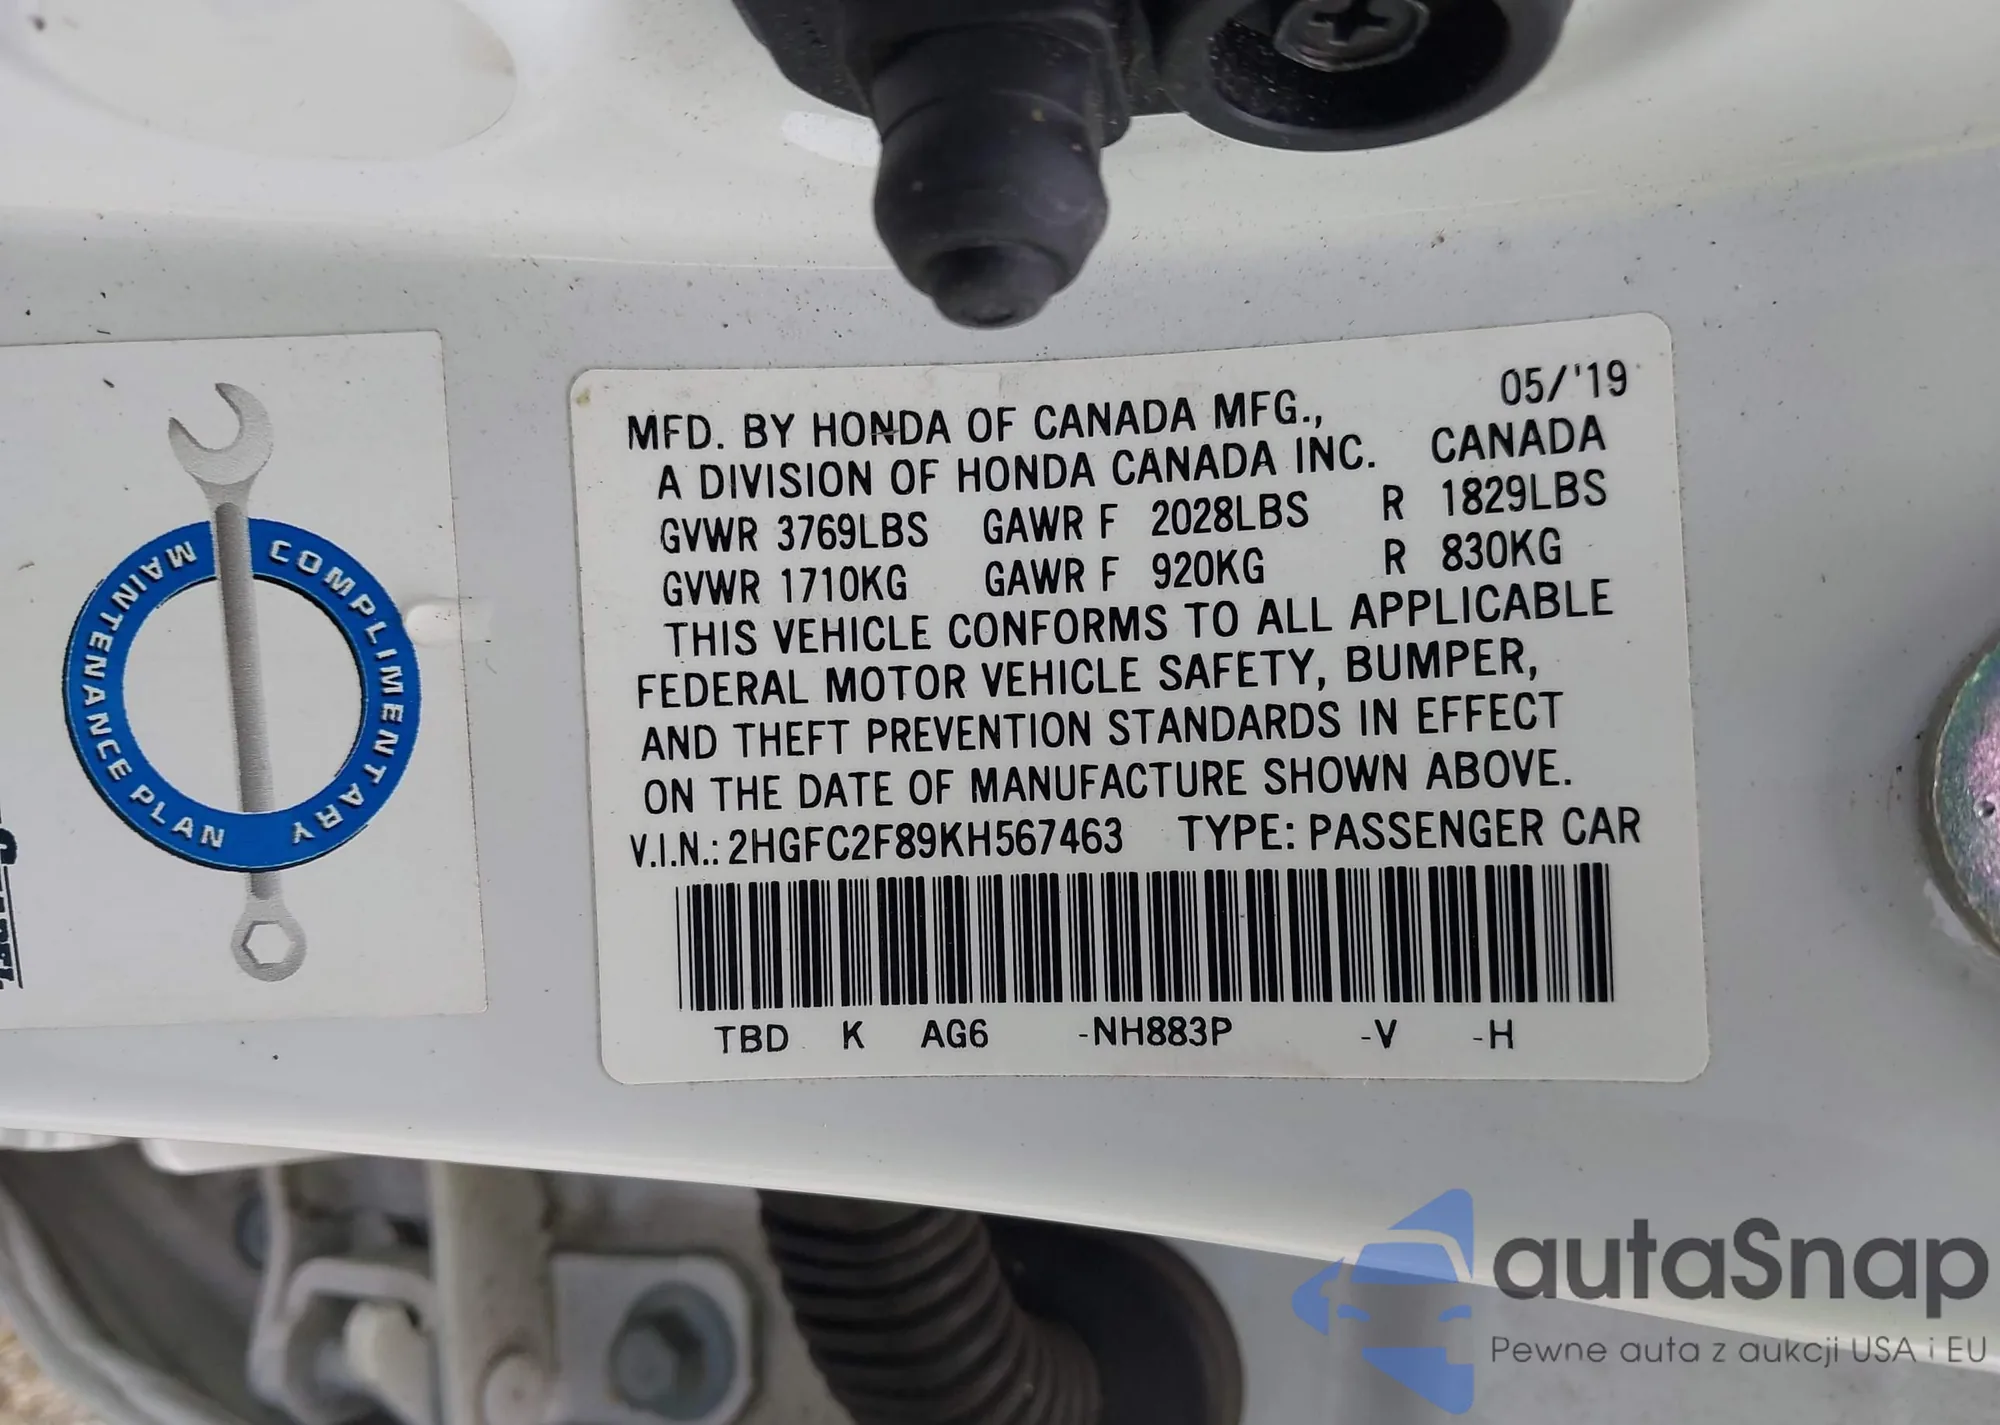 05/'19
MFD. BY HONDA OF CANADA MFG.,
A DIVISION OF HONDA CANADA INC. CANADA
GVWR 3769LBS GAWR F 2028LBS R 1829LBS
GVWR 1710KG GAWR F 920KG R 830KG
THIS VEHICLE CONFORMS TO ALL APPLICABLE
FEDERAL MOTOR VEHICLE SAFETY, BUMPER,
AND THEFT PREVENTION STANDARDS IN EFFECT
ON THE DATE OF MANUFACTURE SHOWN ABOVE.
V.I.N.: 2HGFC2F89KH567463 TYPE: PASSENGER CAR
TBD K AG6 -NH883P -V -H
COMPLIMENTARY
MAINTENANCE PLAN
autaSnap
Pewne auta z aukcji USA i EU